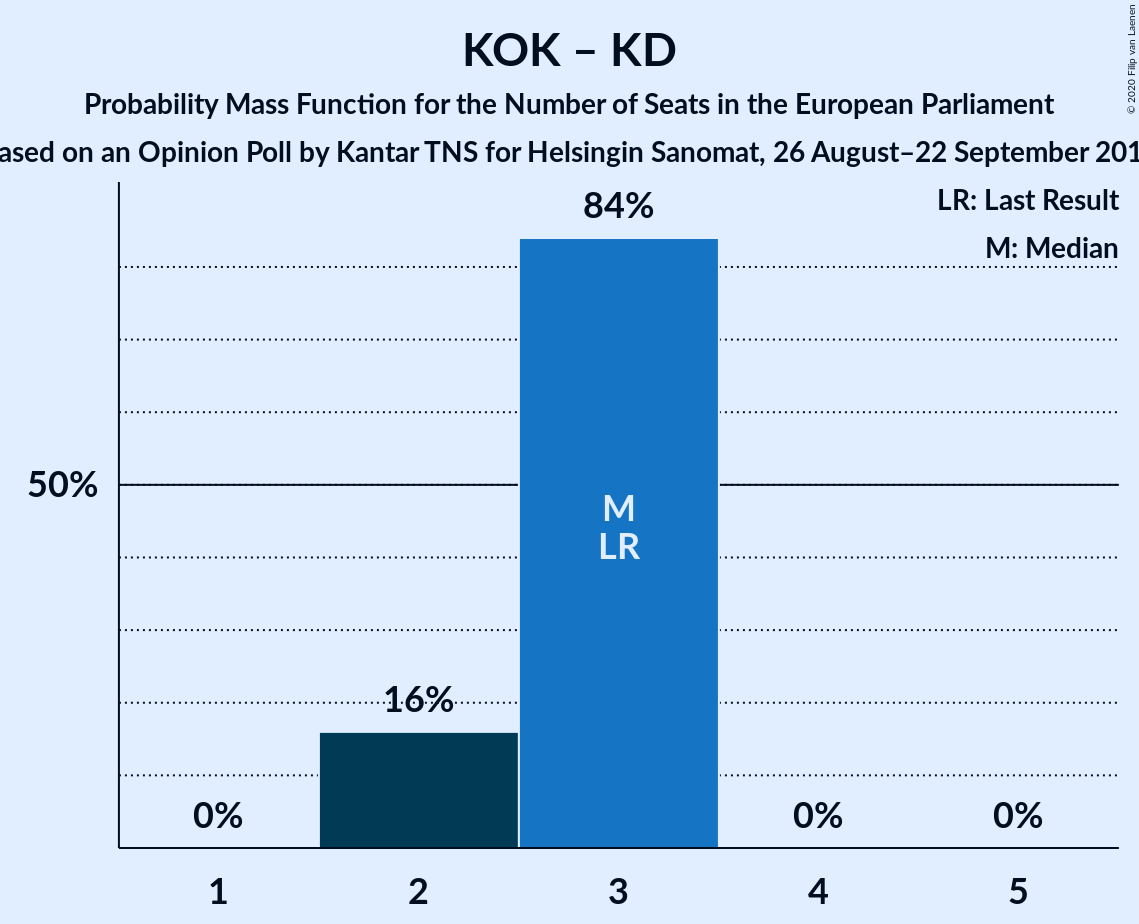 KOK – KD
Probability Mass Function for the Number of Seats in the European Parliament
ased on an Opinion Poll by Kantar TNS for Helsingin Sanomat, 26 August–22 September 201
© 2020 Filip van Laenen
LR: Last Result
M: Median
84%
50%
M
LR
16%
0%
0%
0%
1
2
3
4
5